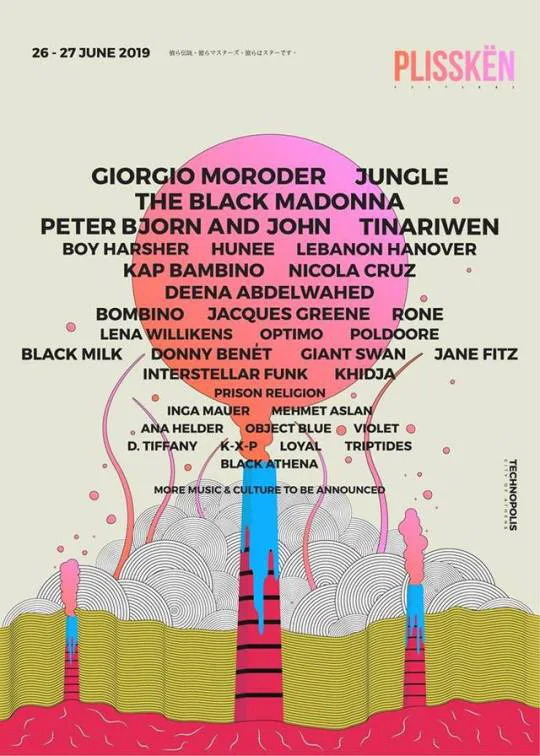 26 - 27 JUNE 2019
彼ら伝説・彼らマスターズ・彼らはスターです・
PLISSKËN
FESTIVAL
GIORGIO MORODER JUNGLE
THE BLACK MADONNA
PETER BJORN AND JOHN TINARIWEN
BOY HARSHER HUNEE LEBANON HANOVER
KAP BAMBINO NICOLA CRUZ
DEENA ABDELWAHED
BOMBINO JACQUES GREENE RONE
LENA WILLIKENS OPTIMO POLDOORE
BLACK MILK DONNY BENÉT GIANT SWAN JANE FITZ
INTERSTELLAR FUNK KHIDJA
PRISON RELIGION
INGA MAUER MEHMET ASLAN
ANA HELDER OBJECT BLUE VIOLET
D. TIFFANY K-X-P LOYAL TRIPTIDES
BLACK ATHENA
MORE MUSIC & CULTURE TO BE ANNOUNCED
TECHNOPOLIS
CITY OF ATHENS